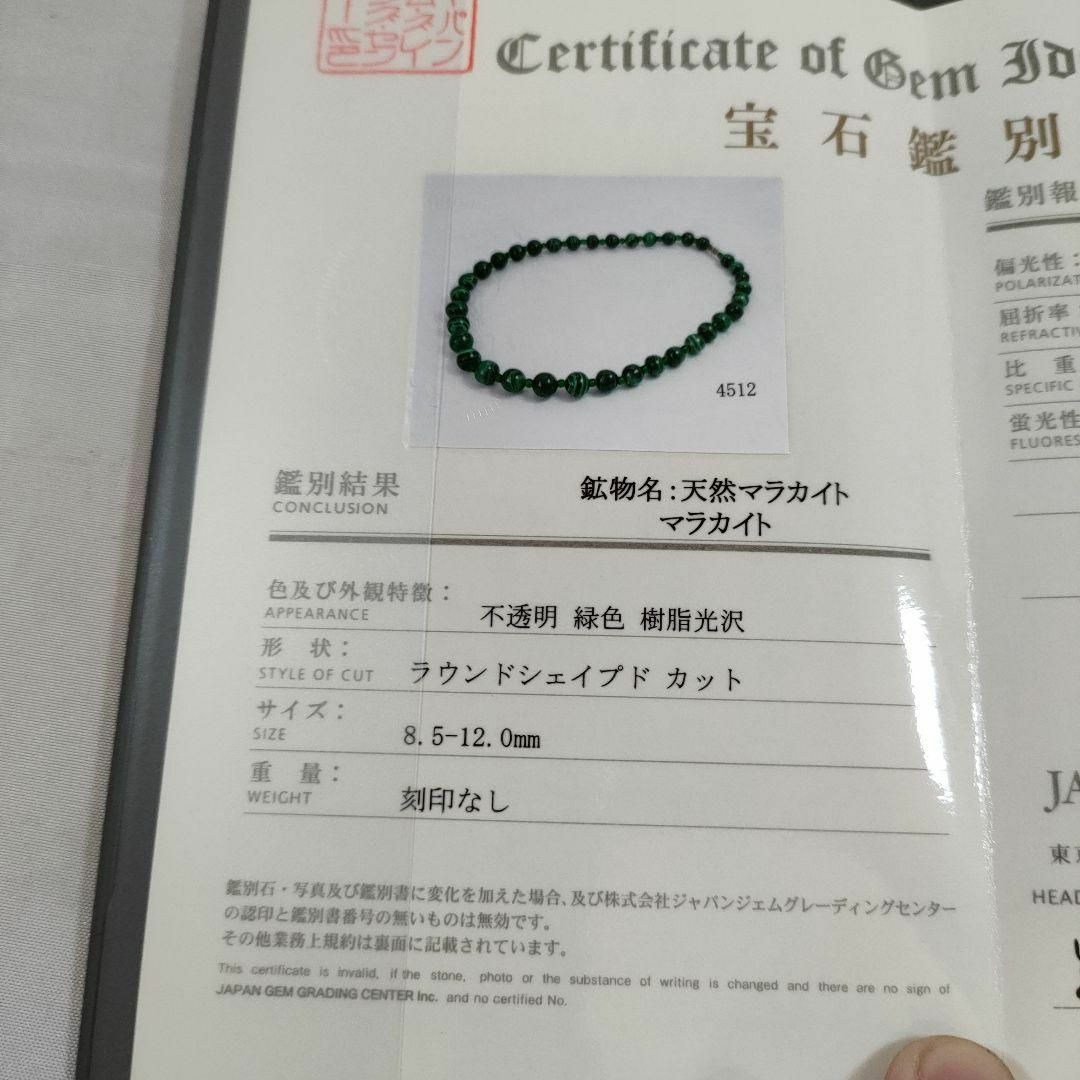 Certificate of Gem Id
宝石鑑別
鑑別報
偏光性：
POLARIZAT
屈折率
REFRACTIV
比重
SPECIFIC
蛍光性
FLUORES
4512
鑑別結果
CONCLUSION
鉱物名：天然マラカイト
マラカイト
色及び外観特徴：
APPEARANCE
不透明 緑色 樹脂光沢
形　状：
STYLE OF CUT
ラウンドシェイプド カット
サイズ：
SIZE
8.5-12.0mm
重　量：
WEIGHT
刻印なし
鑑別石・写真及び鑑別書に変化を加えた場合、及び株式会社ジャパンジェムグレーディングセンター
の認印と鑑別書番号の無いものは無効です。
その他業務上規約は裏面に記載されています。
This certificate is invalid, if the stone, photo or the substance of writing is changed and there are no sign of
JAPAN GEM GRADING CENTER Inc. and no certified No.
JA
東京
HEAD